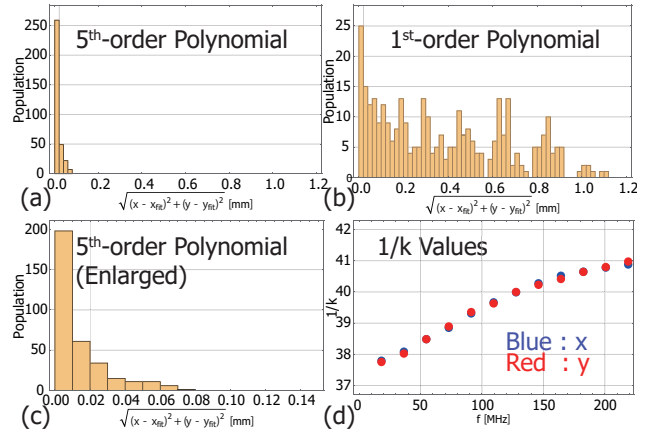 5th-order Polynomial
Population
250
200
150
100
50
0
0.0 0.2 0.4 0.6 0.8 1.0 1.2
(a)
√(x - xfit)²+(y - yfit)² [mm]
1st-order Polynomial
Population
25
20
15
10
5
0
0.0 0.2 0.4 0.6 0.8 1.0 1.2
(b)
√(x - xfit)²+(y - yfit)² [mm]
5th-order Polynomial
(Enlarged)
Population
200
150
100
50
0
0.00 0.02 0.04 0.06 0.08 0.10 0.12 0.14
(c)
√(x - xfit)²+(y - yfit)² [mm]
1/k Values
1/k
42
41
40
39
38
37
Blue : x
Red : y
0 50 100 150 200
(d)
f [MHz]